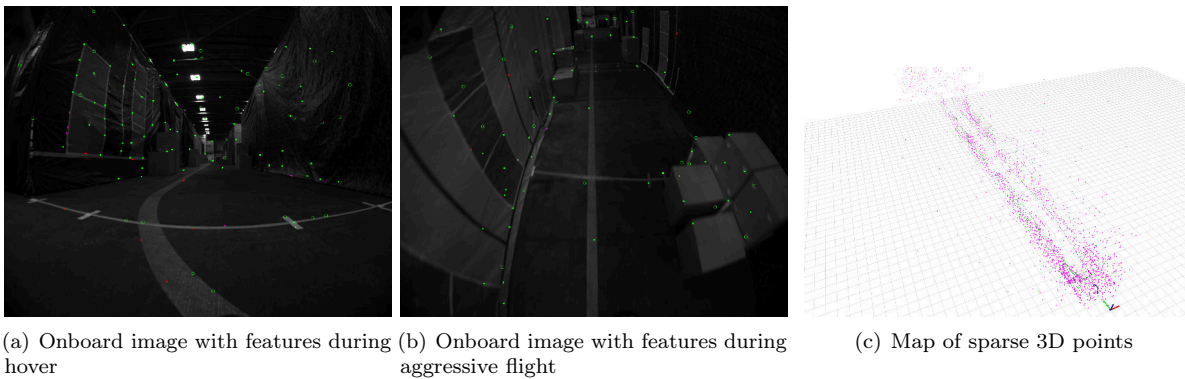 (a) Onboard image with features during
hover
(b) Onboard image with features during
aggressive flight
(c) Map of sparse 3D points